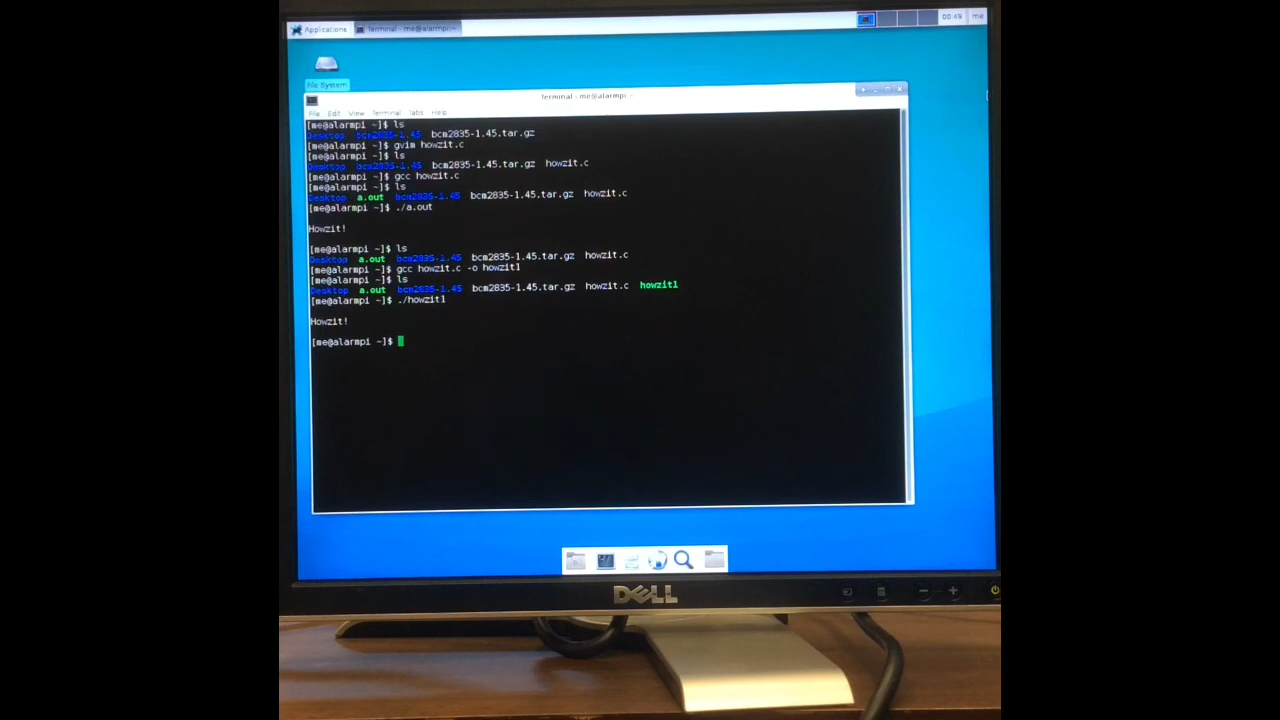 Applications
Terminal - me@alarmpi:~
00:49
me
File System
Terminal - me@alarmpi:~
File Edit View Terminal Tabs Help
[me@alarmpi ~]$ ls
Desktop bcm2835-1.45 bcm2835-1.45.tar.gz
[me@alarmpi ~]$ gvim howzit.c
[me@alarmpi ~]$ ls
Desktop bcm2835-1.45 bcm2835-1.45.tar.gz howzit.c
[me@alarmpi ~]$ gcc howzit.c
[me@alarmpi ~]$ ls
Desktop a.out bcm2835-1.45 bcm2835-1.45.tar.gz howzit.c
[me@alarmpi ~]$ ./a.out
Howzit!
[me@alarmpi ~]$ ls
Desktop a.out bcm2835-1.45 bcm2835-1.45.tar.gz howzit.c
[me@alarmpi ~]$ gcc howzit.c -o howzit1
[me@alarmpi ~]$ ls
Desktop a.out bcm2835-1.45 bcm2835-1.45.tar.gz howzit.c howzit1
[me@alarmpi ~]$ ./howzit1
Howzit!
[me@alarmpi ~]$
DELL